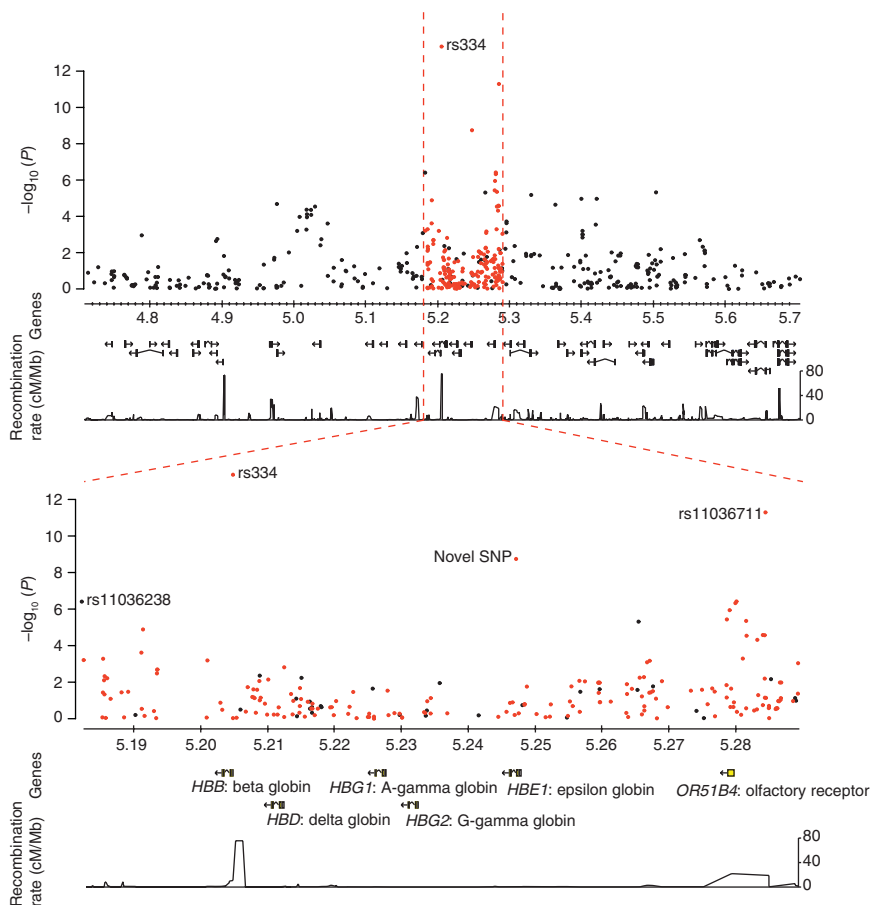 rs334
12
10
8
6
4
2
0
–log10 (P)
4.8 4.9 5.0 5.1 5.2 5.3 5.4 5.5 5.6 5.7
Genes
Recombination
rate (cM/Mb)
80
40
0
rs334
12
10
8
6
4
2
0
–log10 (P)
rs11036711
Novel SNP
rs11036238
5.19 5.20 5.21 5.22 5.23 5.24 5.25 5.26 5.27 5.28
Genes
HBB: beta globin HBG1: A-gamma globin HBE1: epsilon globin OR51B4: olfactory receptor
HBD: delta globin HBG2: G-gamma globin
Recombination
rate (cM/Mb)
80
40
0